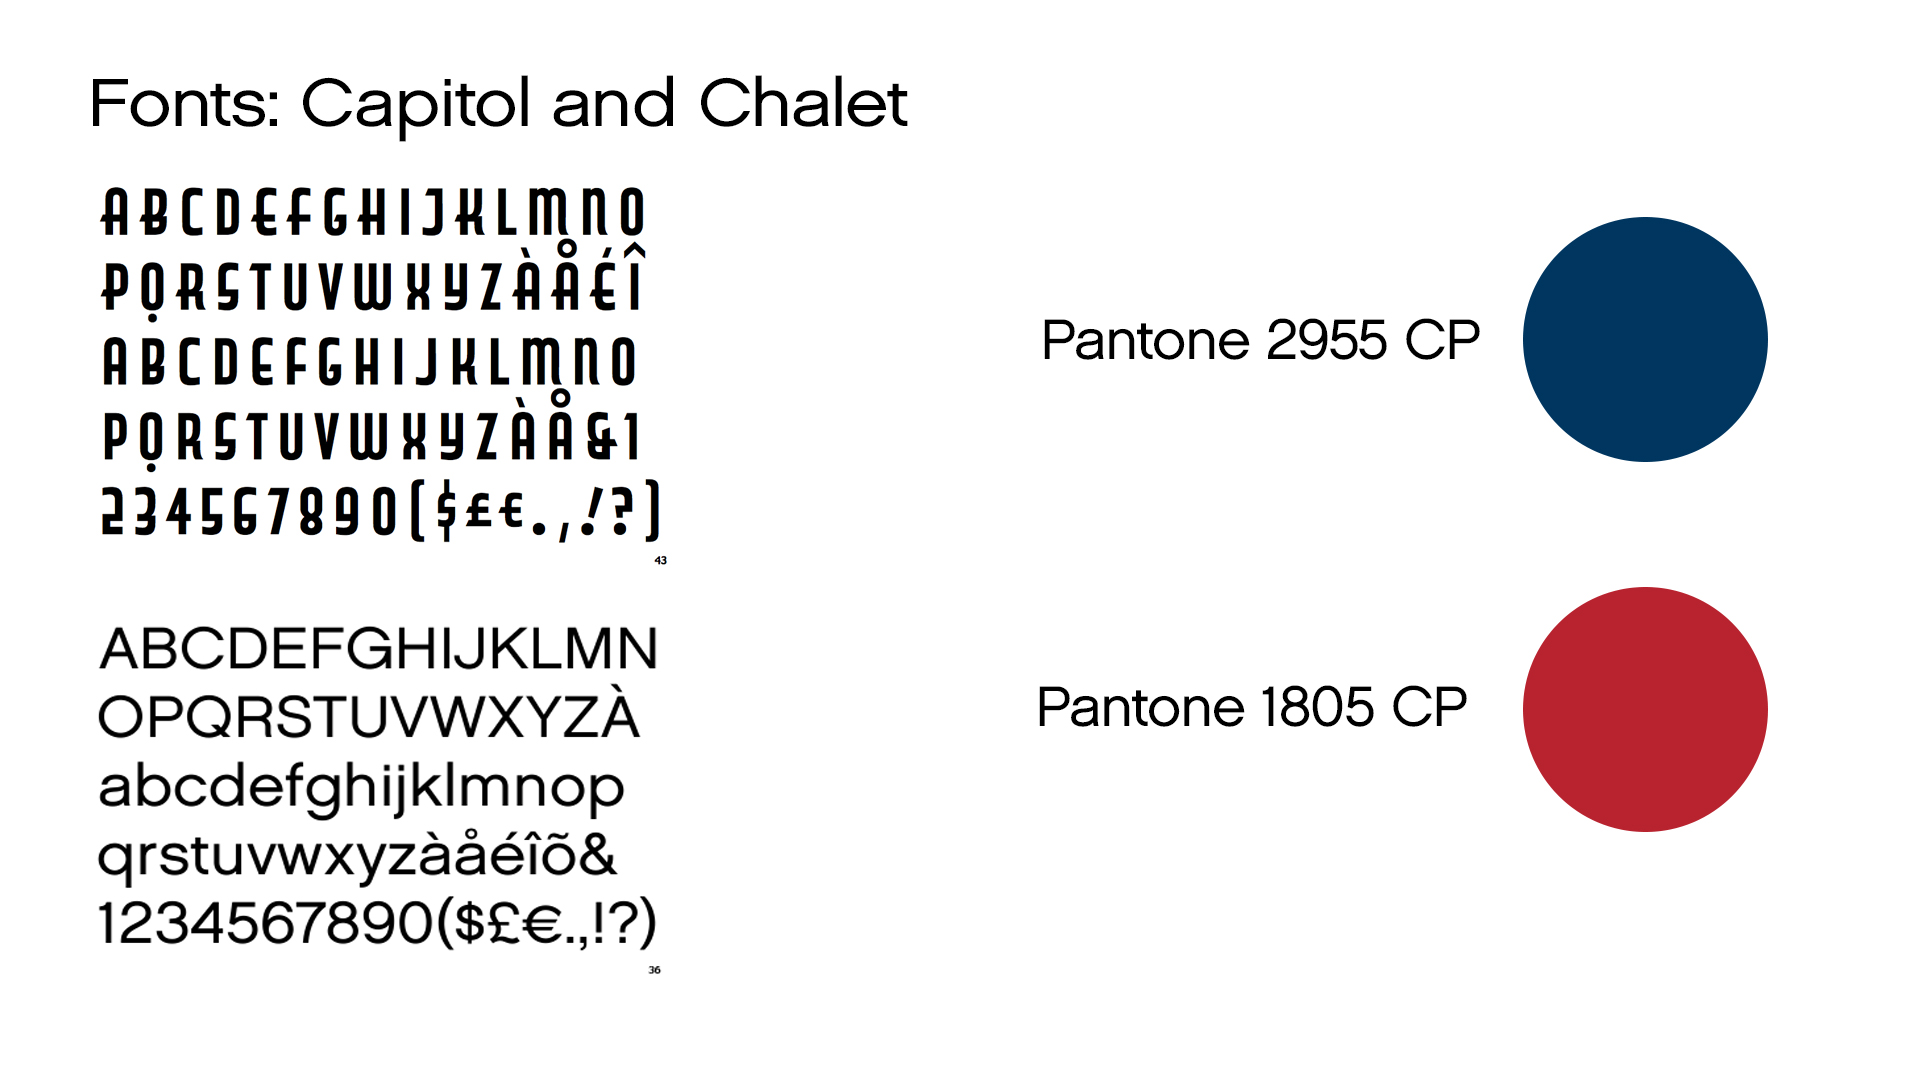 Fonts: Capitol and Chalet
ABCDEFGHIJKLMNO
PQRSTUVWXYZÀÅÉÎ
ABCDEFGHIJKLMNO
PQRSTUVWXYZÀÅ&1
234567890($£€.,!?)
43
ABCDEFGHIJKLMN
OPQRSTUVWXYZÀ
abcdefghijklmnop
qrstuvwxyzàåéîõ&
1234567890($£€.,!?)
36
Pantone 2955 CP
Pantone 1805 CP